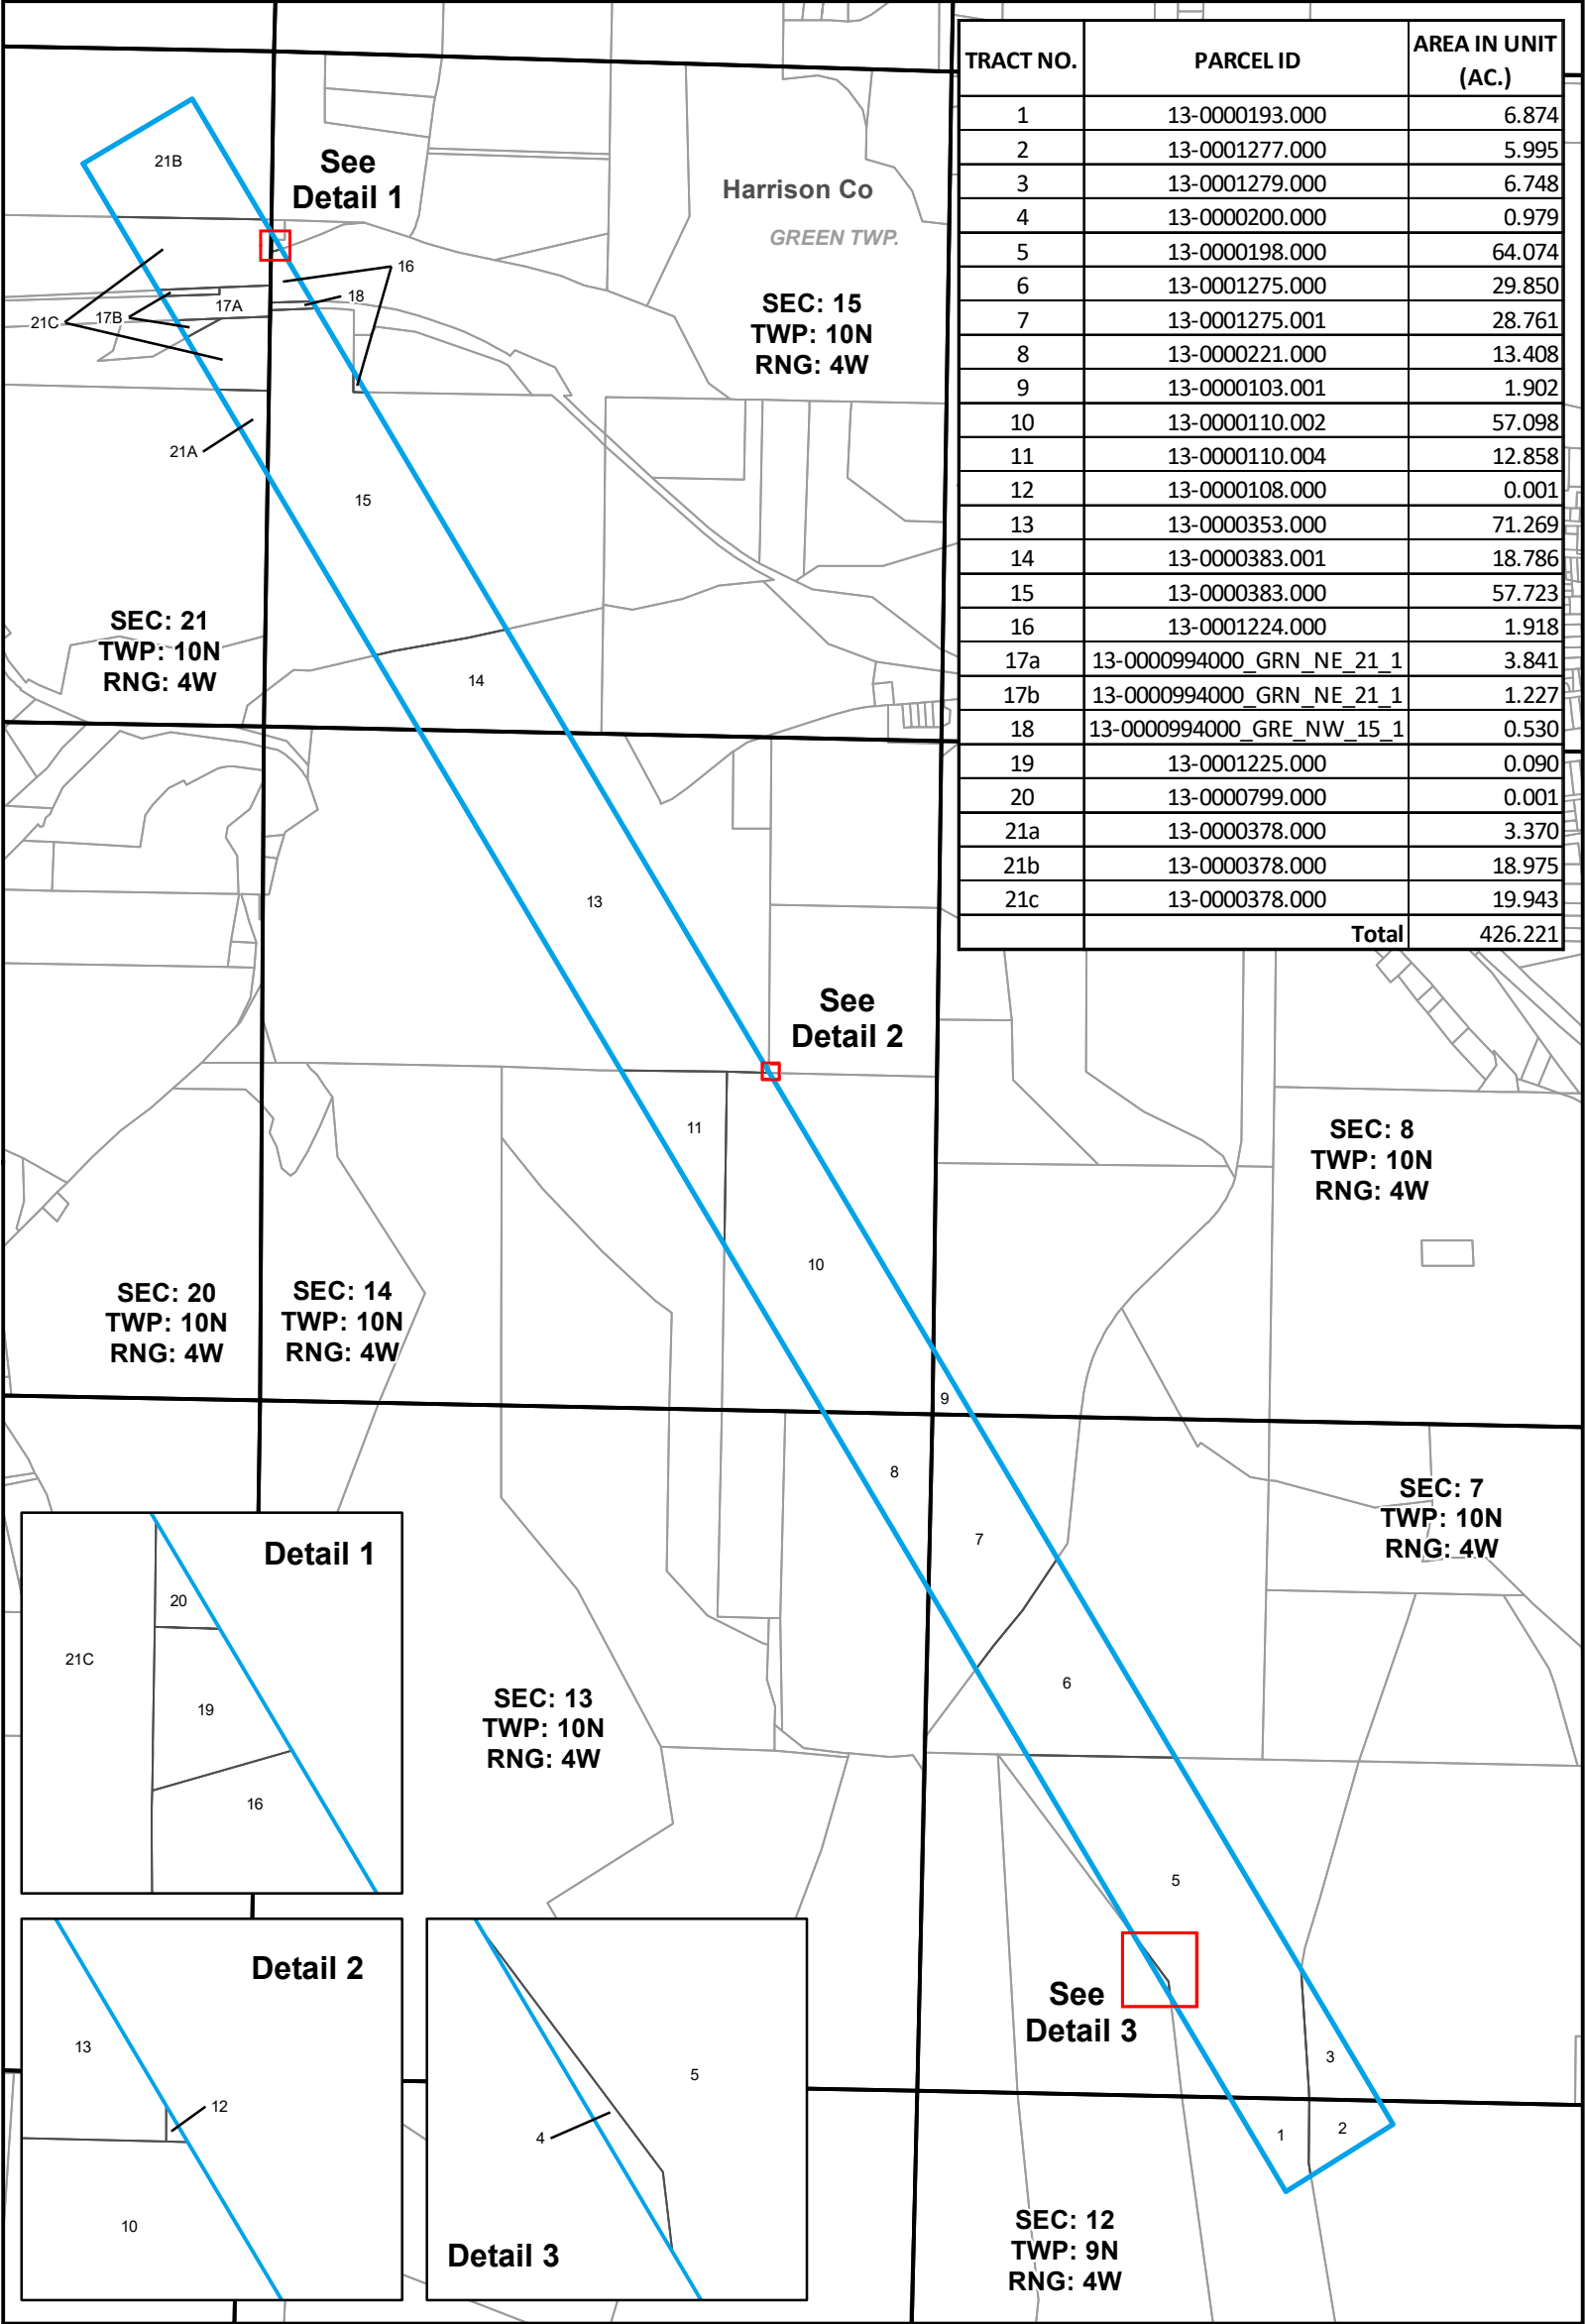 TRACT NO. PARCEL ID AREA IN UNIT (AC.)
1 13-0000193.000 6.874
2 13-0001277.000 5.995
3 13-0001279.000 6.748
4 13-0000200.000 0.979
5 13-0000198.000 64.074
6 13-0001275.000 29.850
7 13-0001275.001 28.761
8 13-0000221.000 13.408
9 13-0000103.001 1.902
10 13-0000110.002 57.098
11 13-0000110.004 12.858
12 13-0000108.000 0.001
13 13-0000353.000 71.269
14 13-0000383.001 18.786
15 13-0000383.000 57.723
16 13-0001224.000 1.918
17a 13-0000994000_GRN_NE_21_1 3.841
17b 13-0000994000_GRN_NE_21_1 1.227
18 13-0000994000_GRE_NW_15_1 0.530
19 13-0001225.000 0.090
20 13-0000799.000 0.001
21a 13-0000378.000 3.370
21b 13-0000378.000 18.975
21c 13-0000378.000 19.943
Total 426.221
21B
See
Detail 1
Harrison Co
GREEN TWP.
16
18
17A
17B
21C
SEC: 15
TWP: 10N
RNG: 4W
21A
15
SEC: 21
TWP: 10N
RNG: 4W
14
13
See
Detail 2
11
SEC: 8
TWP: 10N
RNG: 4W
10
SEC: 20
TWP: 10N
RNG: 4W
SEC: 14
TWP: 10N
RNG: 4W
9
8
7
SEC: 7
TWP: 10N
RNG: 4W
6
SEC: 13
TWP: 10N
RNG: 4W
5
See
Detail 3
3
1
2
SEC: 12
TWP: 9N
RNG: 4W
Detail 1
20
21C
19
16
Detail 2
13
12
10
5
4
Detail 3